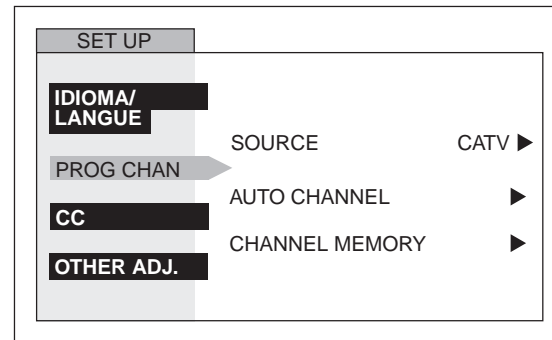 SET UP
IDIOMA/
LANGUE
PROG CHAN
CC
OTHER ADJ.
SOURCE CATV ▶
AUTO CHANNEL ▶
CHANNEL MEMORY ▶